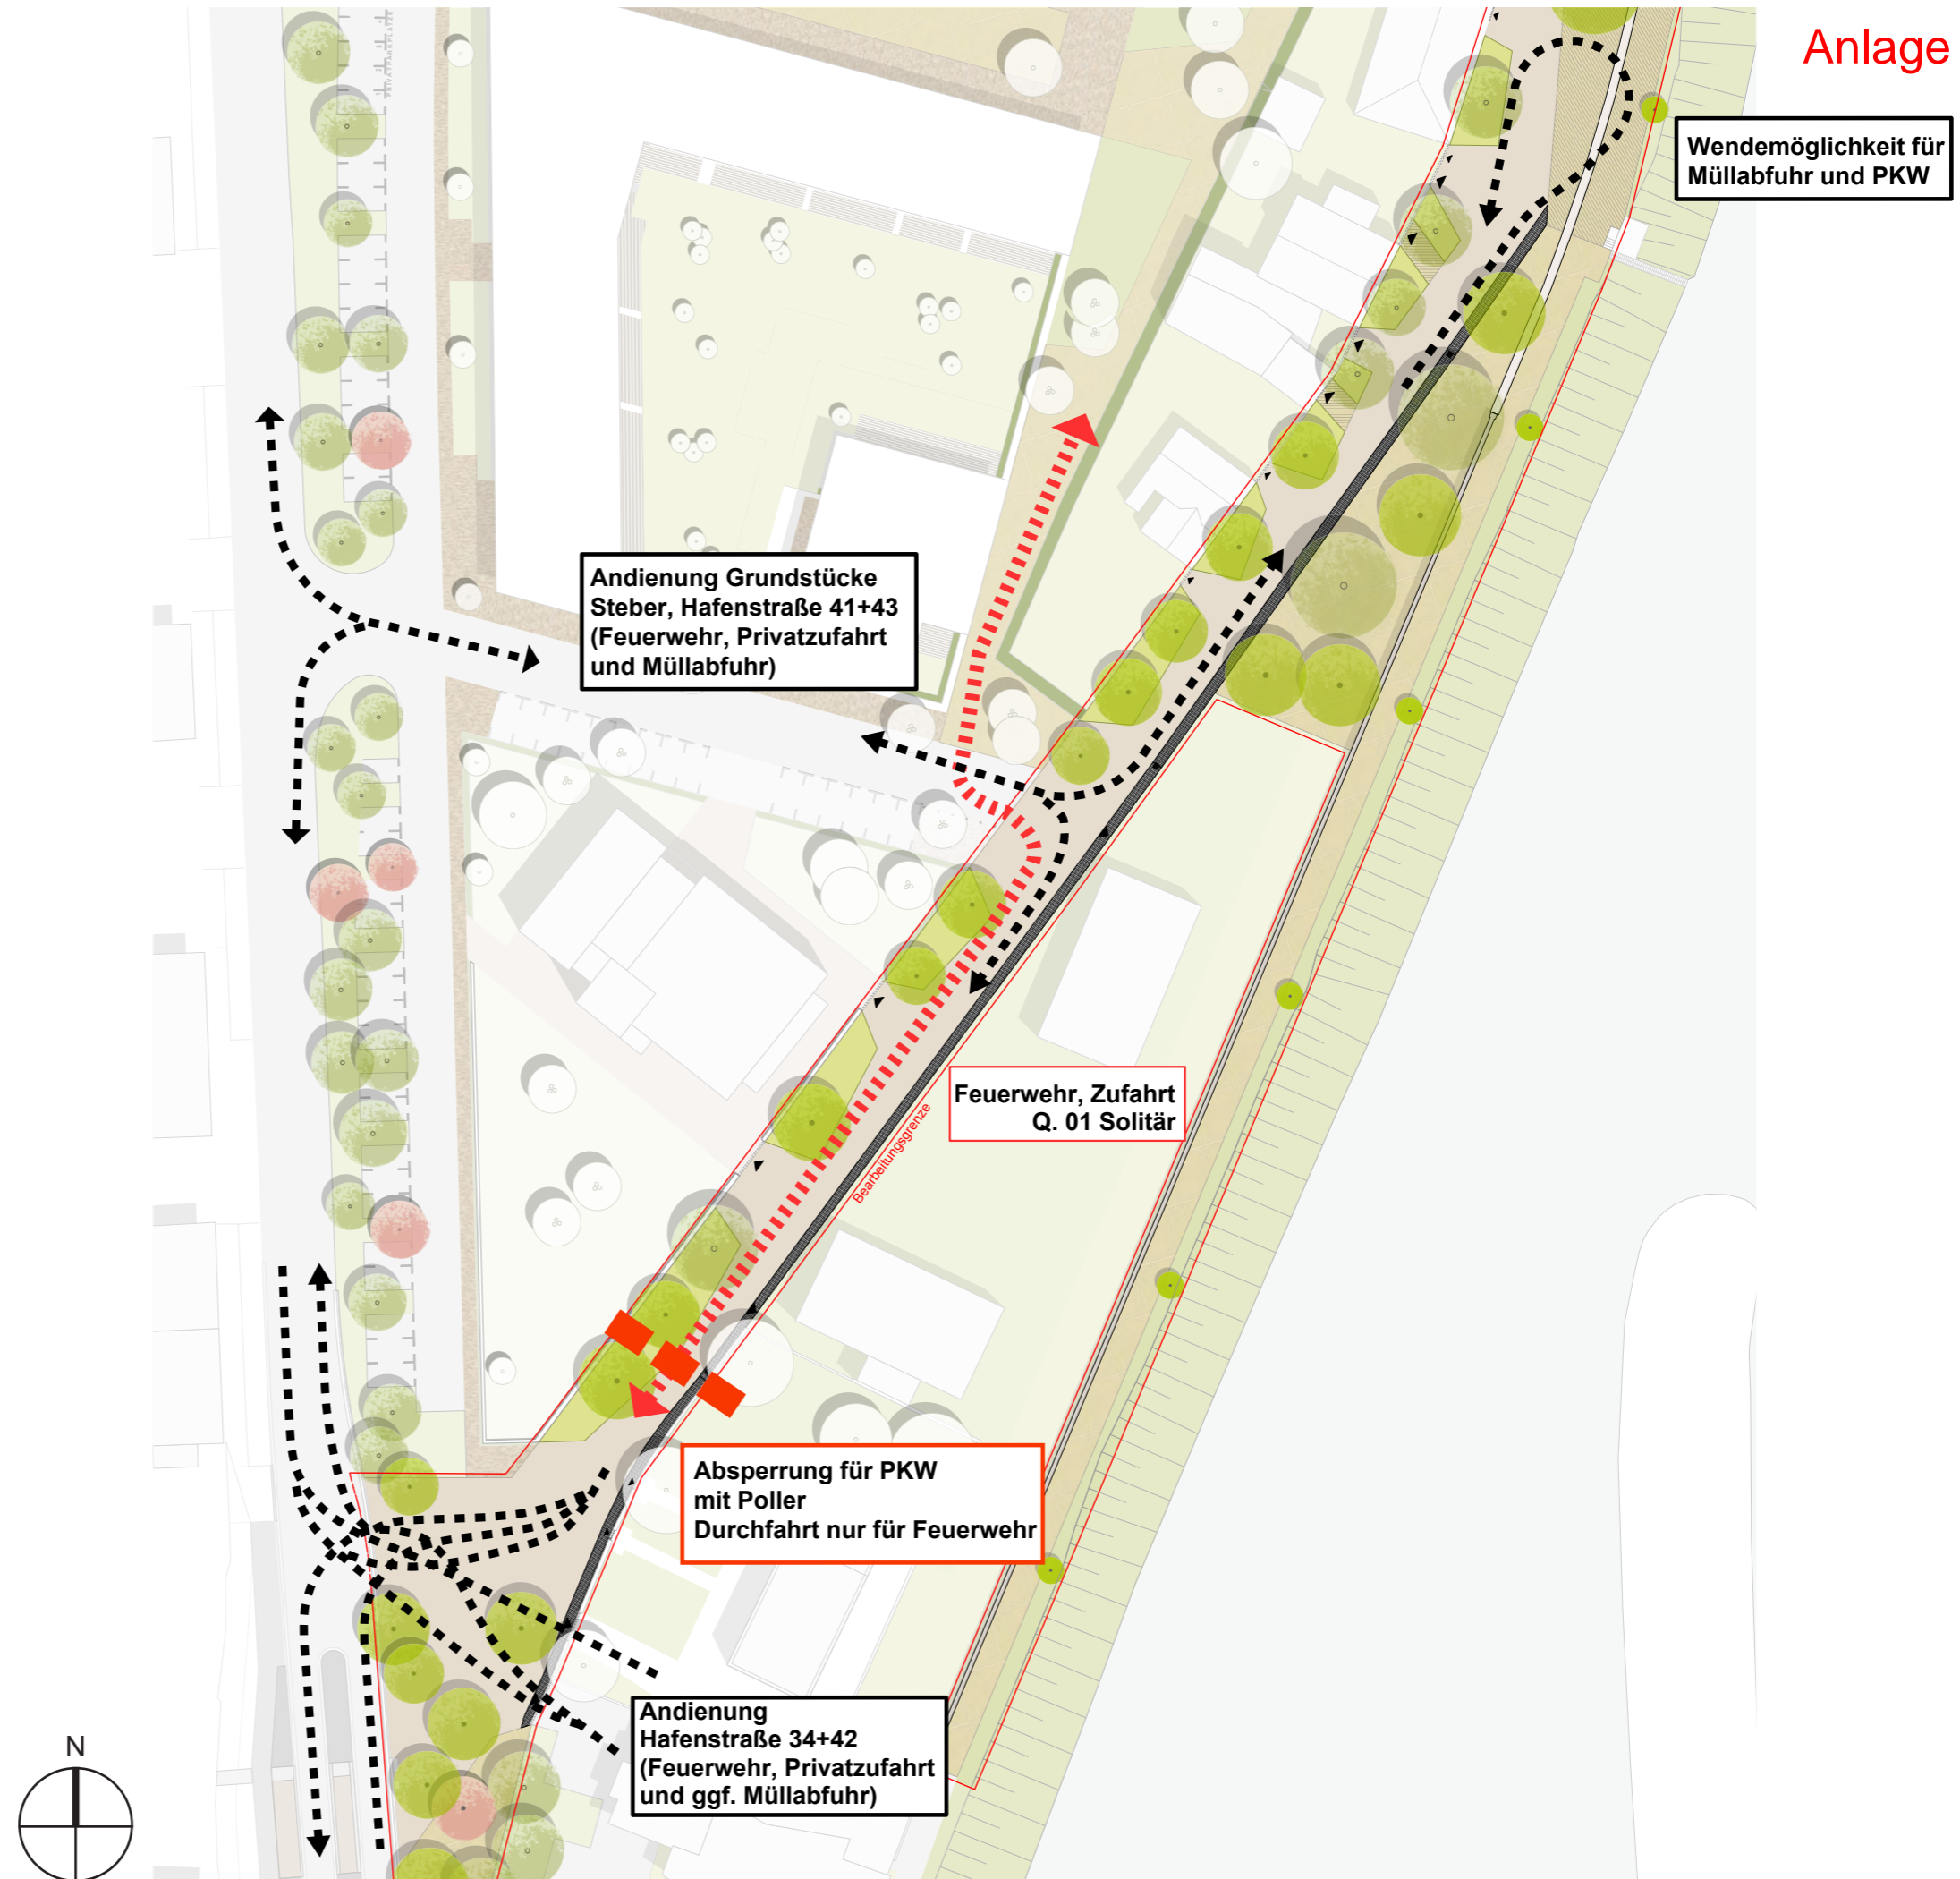 Anlage
Wendemöglichkeit für
Müllabfuhr und PKW
Andienung Grundstücke
Steber, Hafenstraße 41+43
(Feuerwehr, Privatzufahrt
und Müllabfuhr)
Feuerwehr, Zufahrt
Q. 01 Solitär
Bearbeitungsgrenze
Absperrung für PKW
mit Poller
Durchfahrt nur für Feuerwehr
Andienung
Hafenstraße 34+42
(Feuerwehr, Privatzufahrt
und ggf. Müllabfuhr)
N